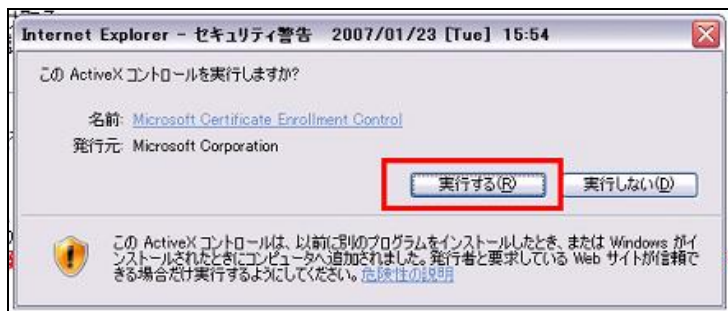 Internet Explorer - セキュリティ警告 2007/01/23 [Tue] 15:54
この ActiveX コントロールを実行しますか?
名前: Microsoft Certificate Enrollment Control
発行元: Microsoft Corporation
実行する(R) 実行しない(D)
この ActiveX コントロールは、以前に別のプログラムをインストールしたとき、または Windows がイ
ンストールされたときにコンピュータへ追加されました。発行者と要求している Web サイトが信頼で
きる場合だけ実行するようにしてください。危険性の説明